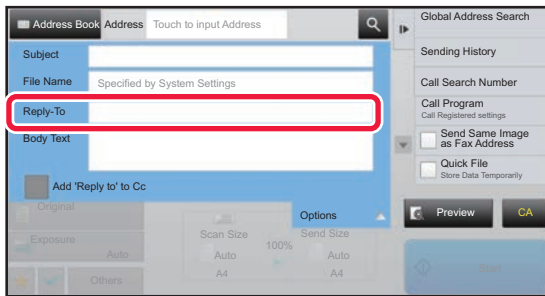 Address Book Address Touch to input Address
Subject
File Name Specified by System Settings
Reply-To
Body Text
Add 'Reply to' to Cc
Options
Original
Exposure
Auto
Others
Scan Size
Auto
A4
100%
Send Size
Auto
A4
Global Address Search
Sending History
Call Search Number
Call Program
Call Registered settings
Send Same Image
as Fax Address
Quick File
Store Data Temporarily
Preview
CA
Start